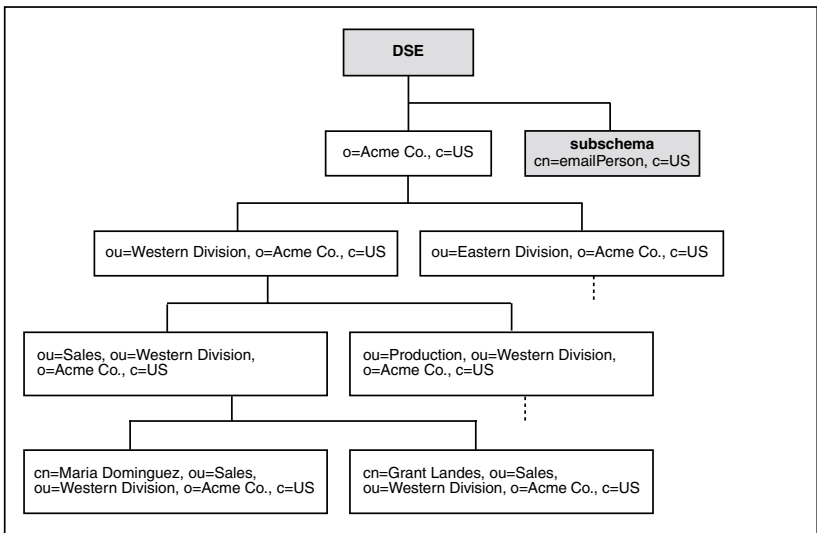 DSE
o=Acme Co., c=US
subschema
cn=emailPerson, c=US
ou=Western Division, o=Acme Co., c=US
ou=Eastern Division, o=Acme Co., c=US
ou=Sales, ou=Western Division,
o=Acme Co., c=US
ou=Production, ou=Western Division,
o=Acme Co., c=US
cn=Maria Dominguez, ou=Sales,
ou=Western Division, o=Acme Co., c=US
cn=Grant Landes, ou=Sales,
ou=Western Division, o=Acme Co., c=US